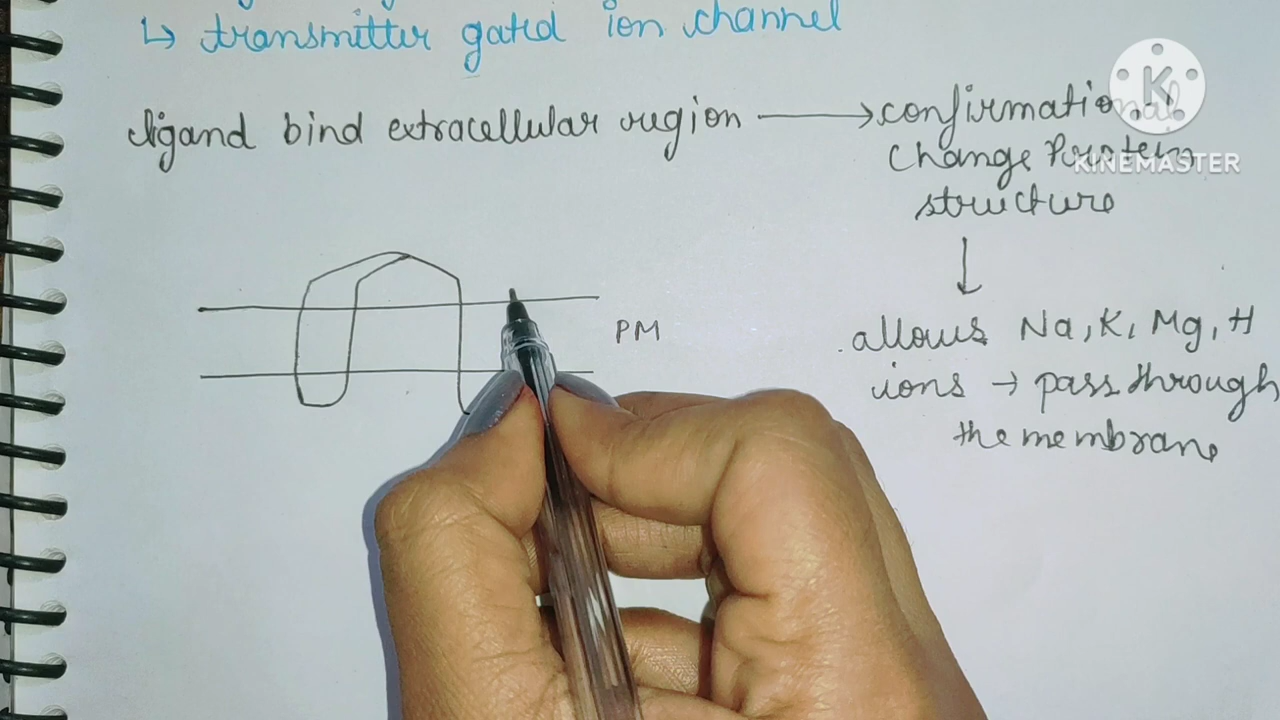 ↳ transmitter gated ion channel
ligand bind extracellular region → confirmational
change Protein
structure
↓
allows Na, K, Mg, H
ions → pass through
the membrane
PM
K
KINEMASTER